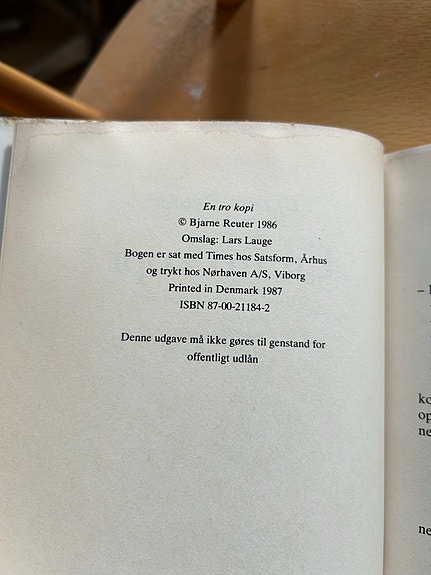 En tro kopi
© Bjarne Reuter 1986
Omslag: Lars Lauge
Bogen er sat med Times hos Satsform, Århus
og trykt hos Nørhaven A/S, Viborg
Printed in Denmark 1987
ISBN 87-00-21184-2
Denne udgave må ikke gøres til genstand for
offentligt udlån